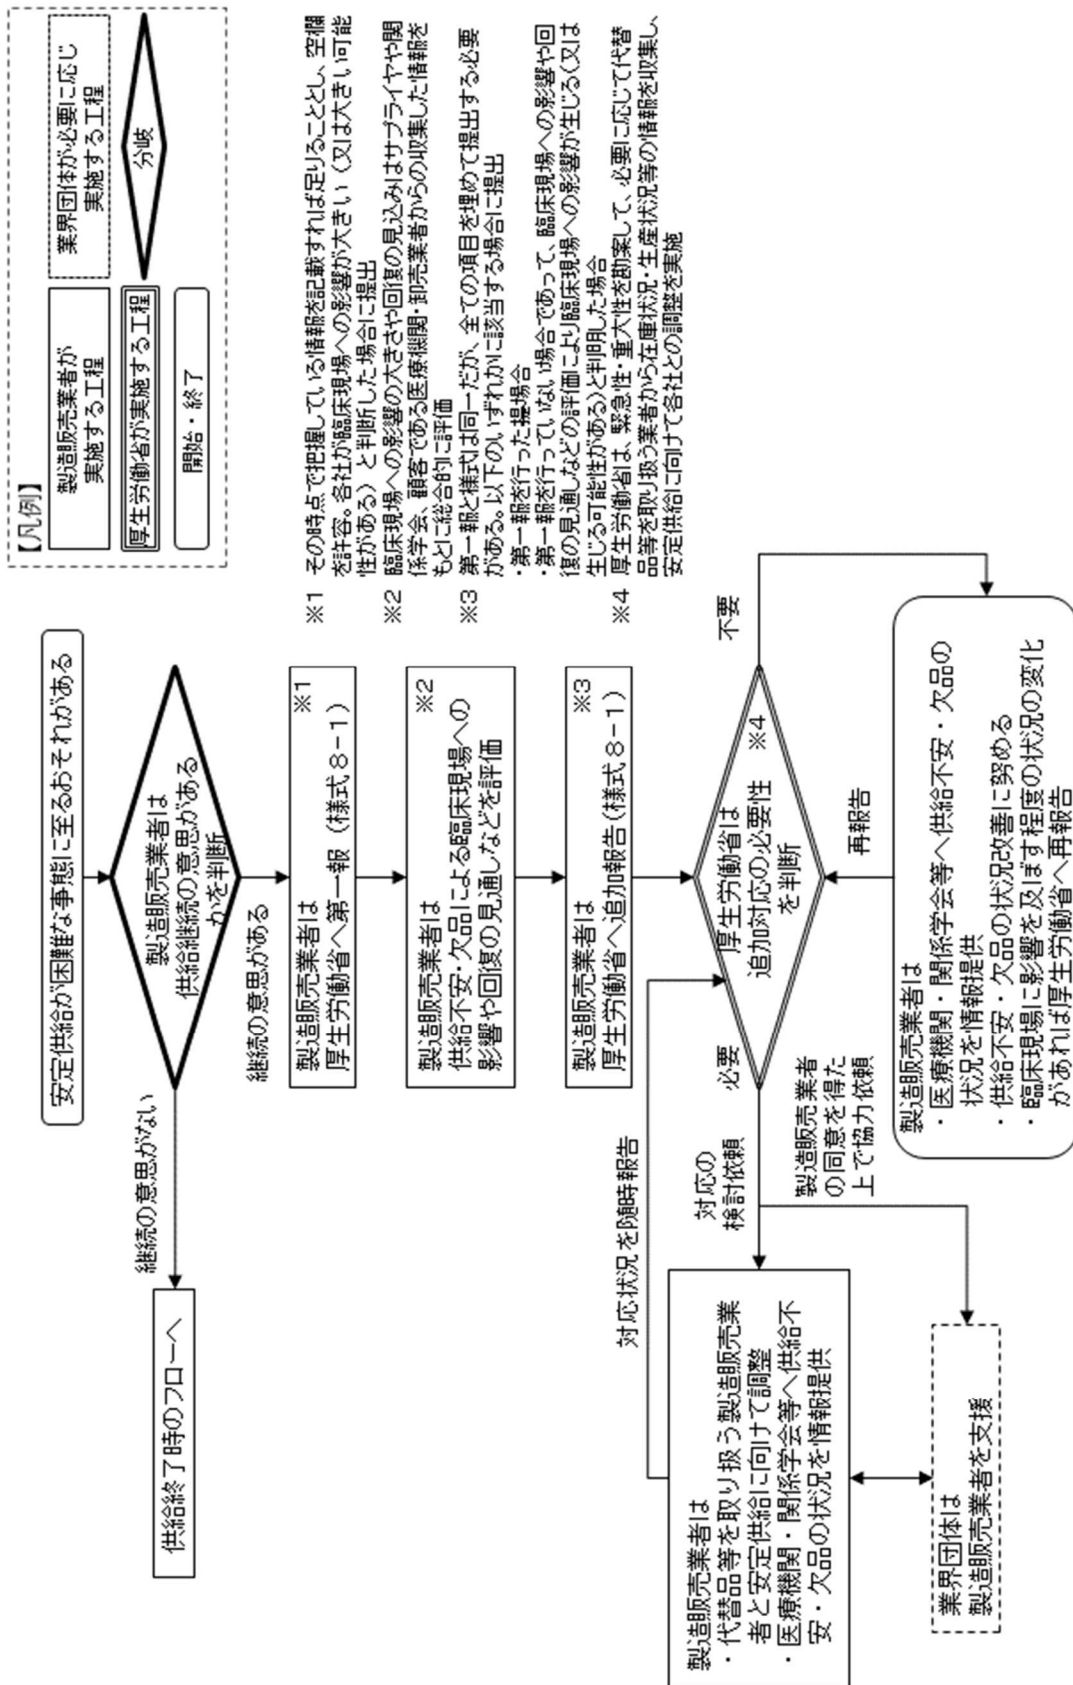 安定供給が困難な事態に至るおそれがある
製造販売業者は
供給継続の意思がある
かを判断
継続の意思がない
供給終了時のフローへ
継続の意思がある
製造販売業者は
厚生労働省へ第一報（様式８−１）
※１
製造販売業者は
供給不安・欠品による臨床現場への
影響や回復の見通しなどを評価
※２
製造販売業者は
厚生労働省へ追加報告（様式８−１）
※３
厚生労働省は
追加対応の必要性
を判断
※４
必要
不要
対応の
検討依頼
対応状況を随時報告
製造販売業者
の同意を得た
上で協力依頼
再報告
製造販売業者は
・代替品等を取り扱う製造販売業
者と安定供給に向けて調整
・医療機関・関係学会等へ供給不
安・欠品の状況を情報提供
業界団体は
製造販売業者を支援
製造販売業者は
・医療機関・関係学会等へ供給不安・欠品の
状況を情報提供
・供給不安・欠品の状況改善に努める
・臨床現場に影響を及ぼす程度の状況の変化
があれば厚生労働省へ再報告
【凡例】
製造販売業者が
実施する工程
業界団体が必要に応じ
実施する工程
厚生労働省が実施する工程
分岐
開始・終了
※１ その時点で把握している情報を記載すれば足りることとし、空欄
を許容。各社が臨床現場への影響が大きい（又は大きい可能
性がある）と判断した場合に提出
※２ 臨床現場への影響の大きさや回復の見込みはサプライヤや関
係学会、顧客である医療機関・卸売業者からの収集した情報を
もとに総合的に評価
※３ 第一報と様式は同一だが、全ての項目を埋めて提出する必要
がある。以下のいずれかに該当する場合に提出
・第一報を行った場合
・第一報を行っていない場合であって、臨床現場への影響や回
復の見通しなどの評価により臨床現場への影響が生じる（又は
生じる可能性がある）と判明した場合
※４ 厚生労働省は、緊急性・重大性を勘案して、必要に応じて代替
品等を取り扱う業者から在庫状況・生産状況等の情報を収集し、
安定供給に向けて各社との調整を実施